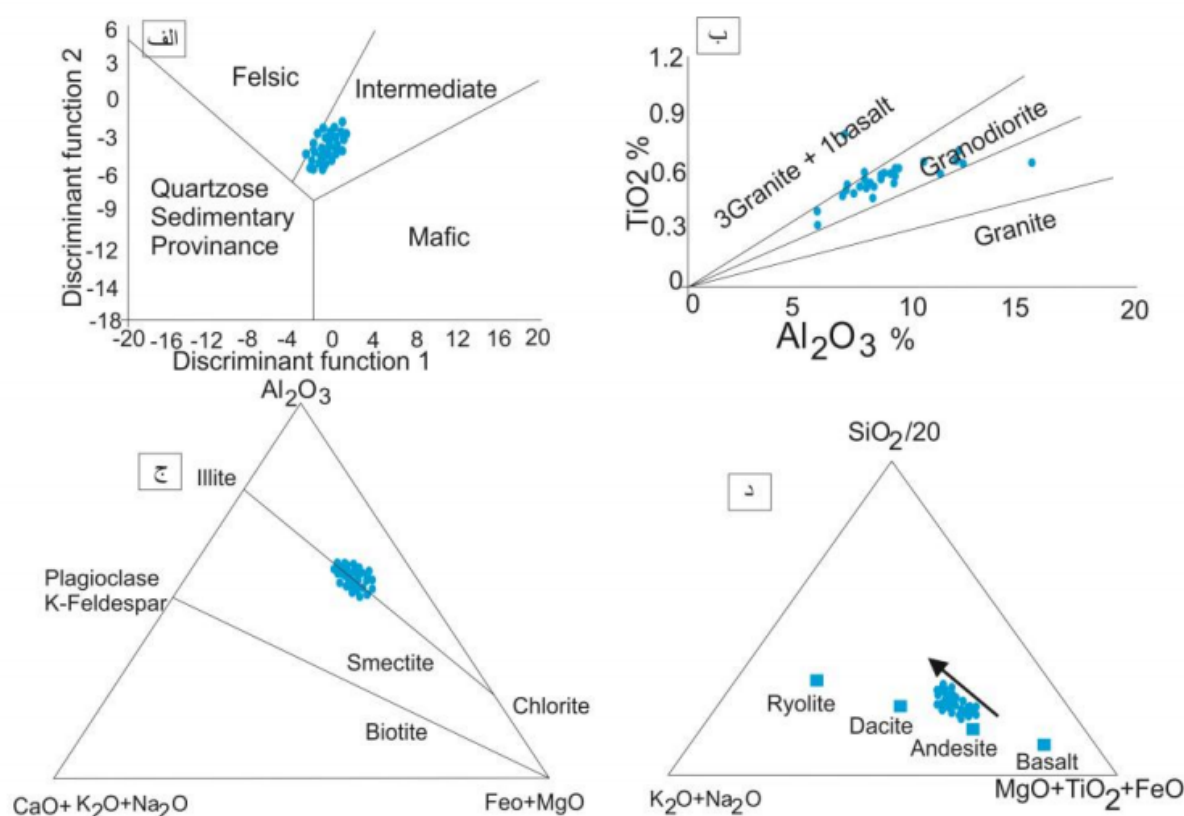 الف
Discriminant function 2
6
3
0
-3
-6
-9
-12
-14
-18
Felsic
Intermediate
Quartzose
Sedimentary
Provinance
Mafic
-20 -16 -12 -8 -4 0 4 8 12 16 20
Discriminant function 1
ب
TiO2 %
1.2
0.9
0.6
0.3
0
3Granite + 1basalt
Granodiorite
Granite
0 5 10 15 20
Al₂O₃ %
Al₂O₃
ج
Illite
Plagioclase
K-Feldespar
Smectite
Chlorite
Biotite
CaO+ K₂O+Na₂O
Feo+MgO
SiO₂/20
د
Ryolite
Dacite
Andesite
Basalt
K₂O+Na₂O
MgO+TiO₂+FeO